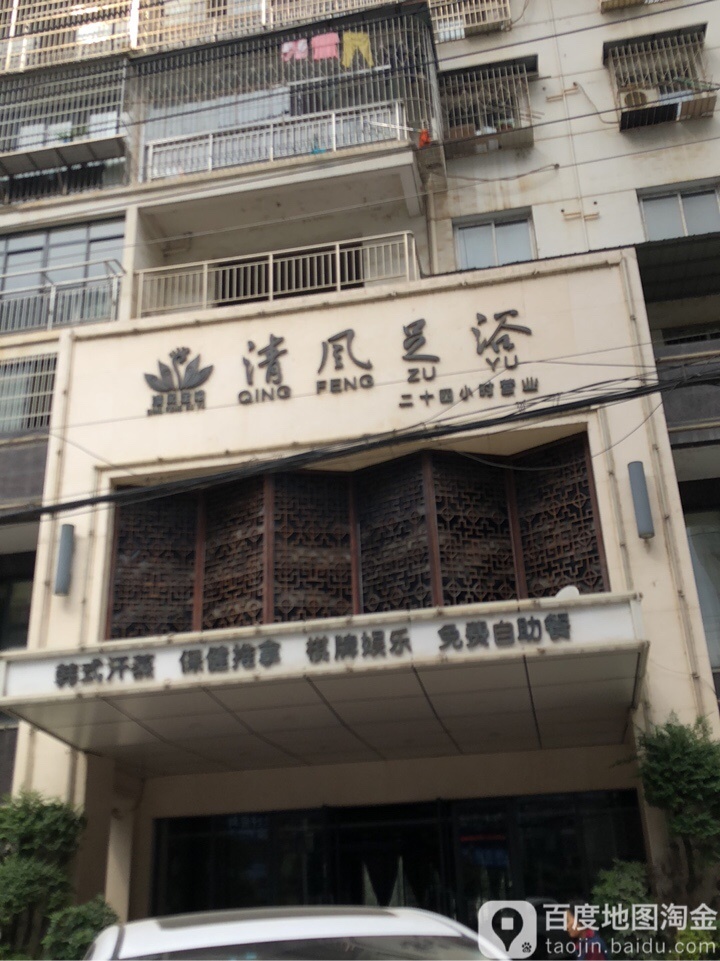 清风足浴
QING FENG ZU YU
二十四小时营业
韩式汗蒸 保健推拿 棋牌娱乐 免费自助餐
百度地图淘金
taojin.baidu.com